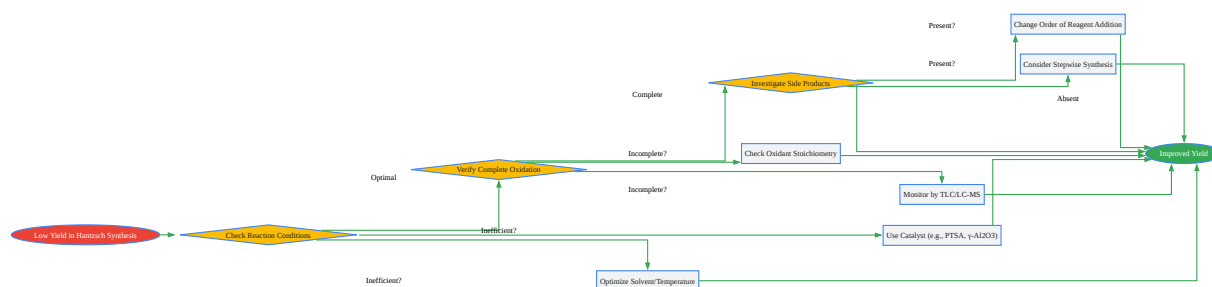 Present?
Change Order of Reagent Addition
Present?
Consider Stepwise Synthesis
Investigate Side Products
Complete
Absent
Incomplete?
Check Oxidant Stoichiometry
Improved Yield
Verify Complete Oxidation
Optimal
Incomplete?
Monitor by TLC/LC-MS
Low Yield in Hantzsch Synthesis
Check Reaction Conditions
Inefficient?
Use Catalyst (e.g., PTSA, γ-Al2O3)
Inefficient?
Optimize Solvent/Temperature